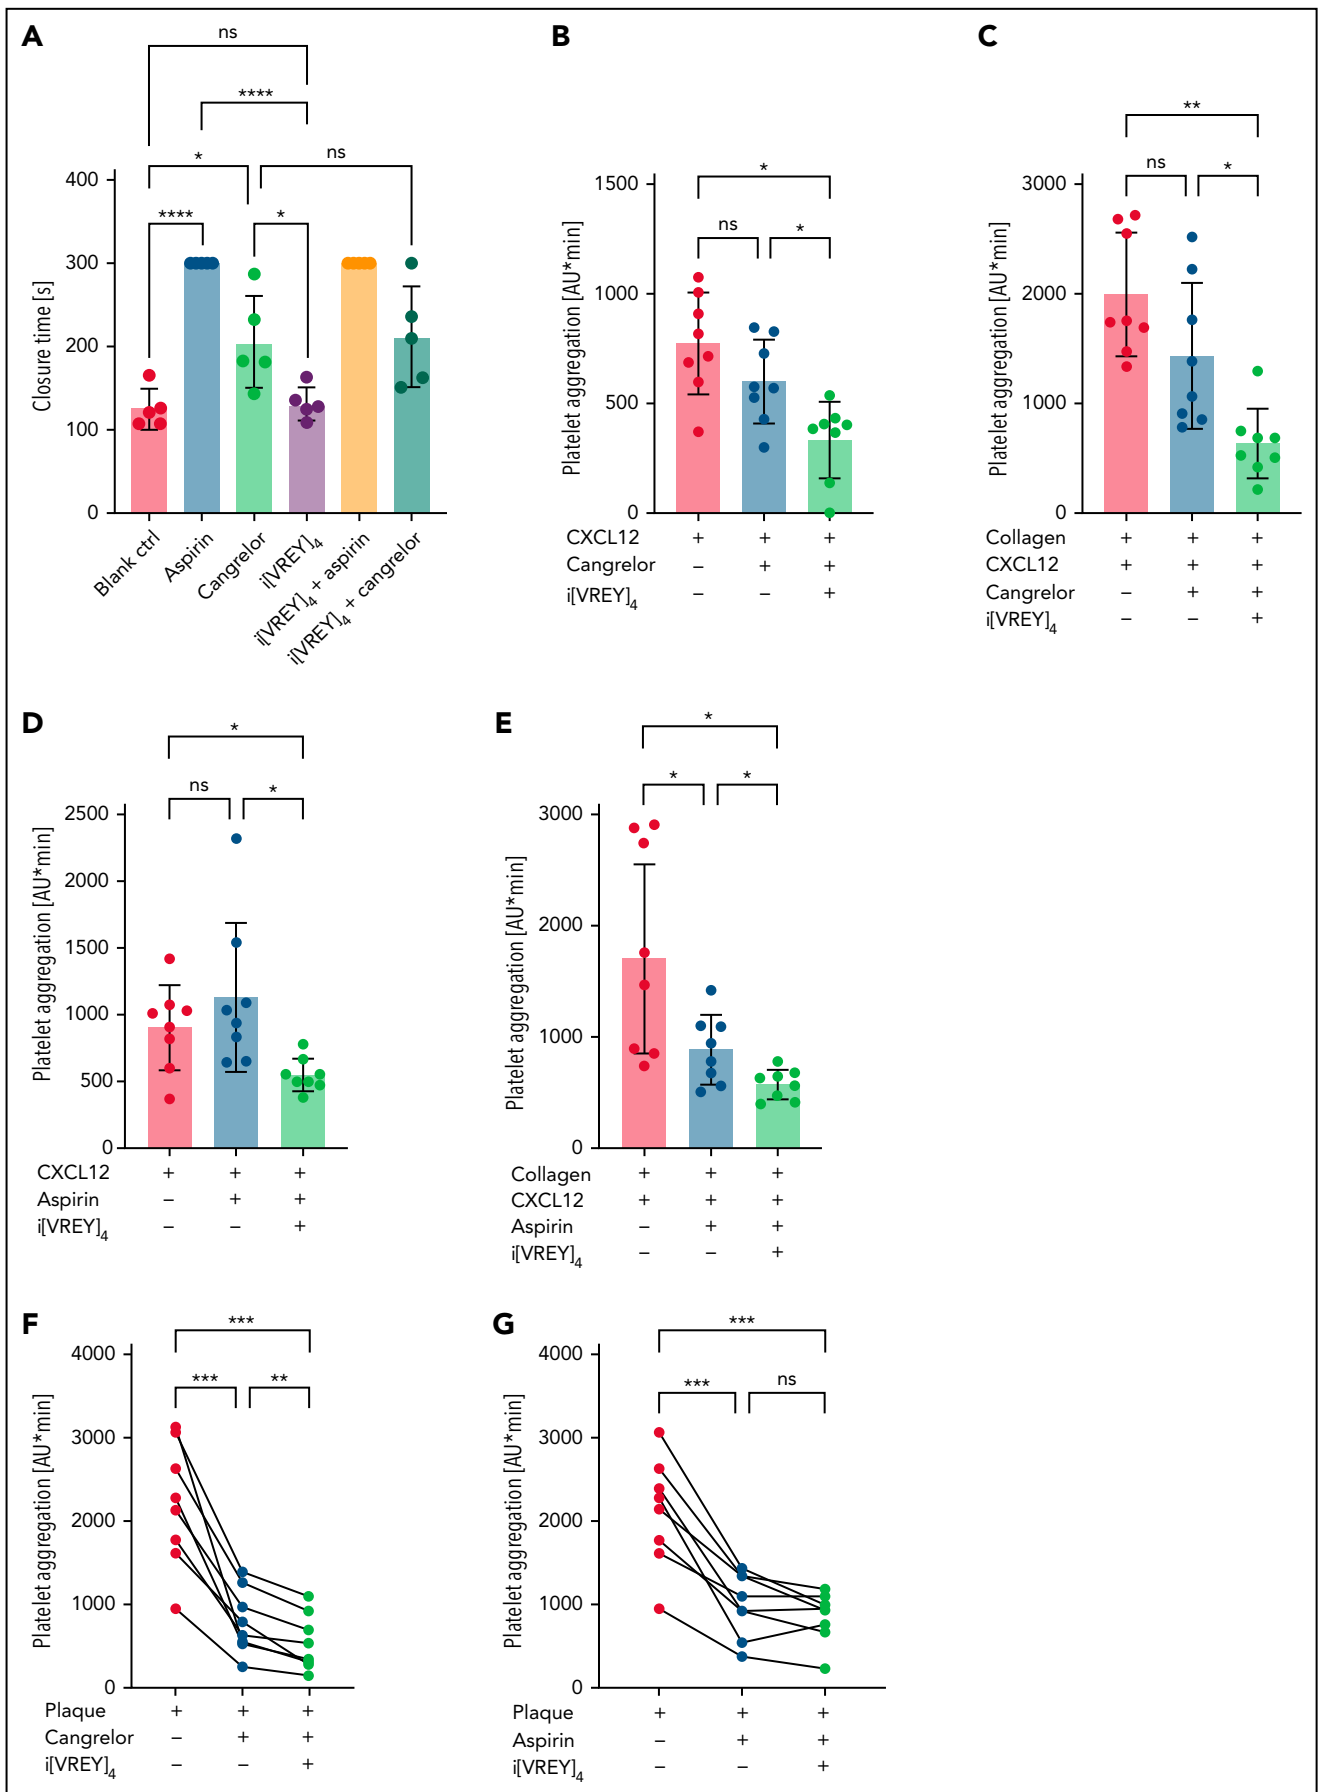 A
ns
****
*
ns
****
*
Closure time [s]
400
300
200
100
0
Blank ctrl
Aspirin
Cangrelor
i[VREY]4
i[VREY]4 + aspirin
i[VREY]4 + cangrelor
B
*
ns
*
Platelet aggregation [AU*min]
1500
1000
500
0
CXCL12 + + +
Cangrelor – + +
i[VREY]4 – – +
C
**
ns
*
Platelet aggregation [AU*min]
3000
2000
1000
0
Collagen + + +
CXCL12 + + +
Cangrelor – + +
i[VREY]4 – – +
D
*
ns
*
Platelet aggregation [AU*min]
2500
2000
1500
1000
500
0
CXCL12 + + +
Aspirin – + +
i[VREY]4 – – +
E
*
*
*
Platelet aggregation [AU*min]
3000
2000
1000
0
Collagen + + +
CXCL12 + + +
Aspirin – + +
i[VREY]4 – – +
F
***
***
**
Platelet aggregation [AU*min]
4000
3000
2000
1000
0
Plaque + + +
Cangrelor – + +
i[VREY]4 – – +
G
***
***
ns
Platelet aggregation [AU*min]
4000
3000
2000
1000
0
Plaque + + +
Aspirin – + +
i[VREY]4 – – +